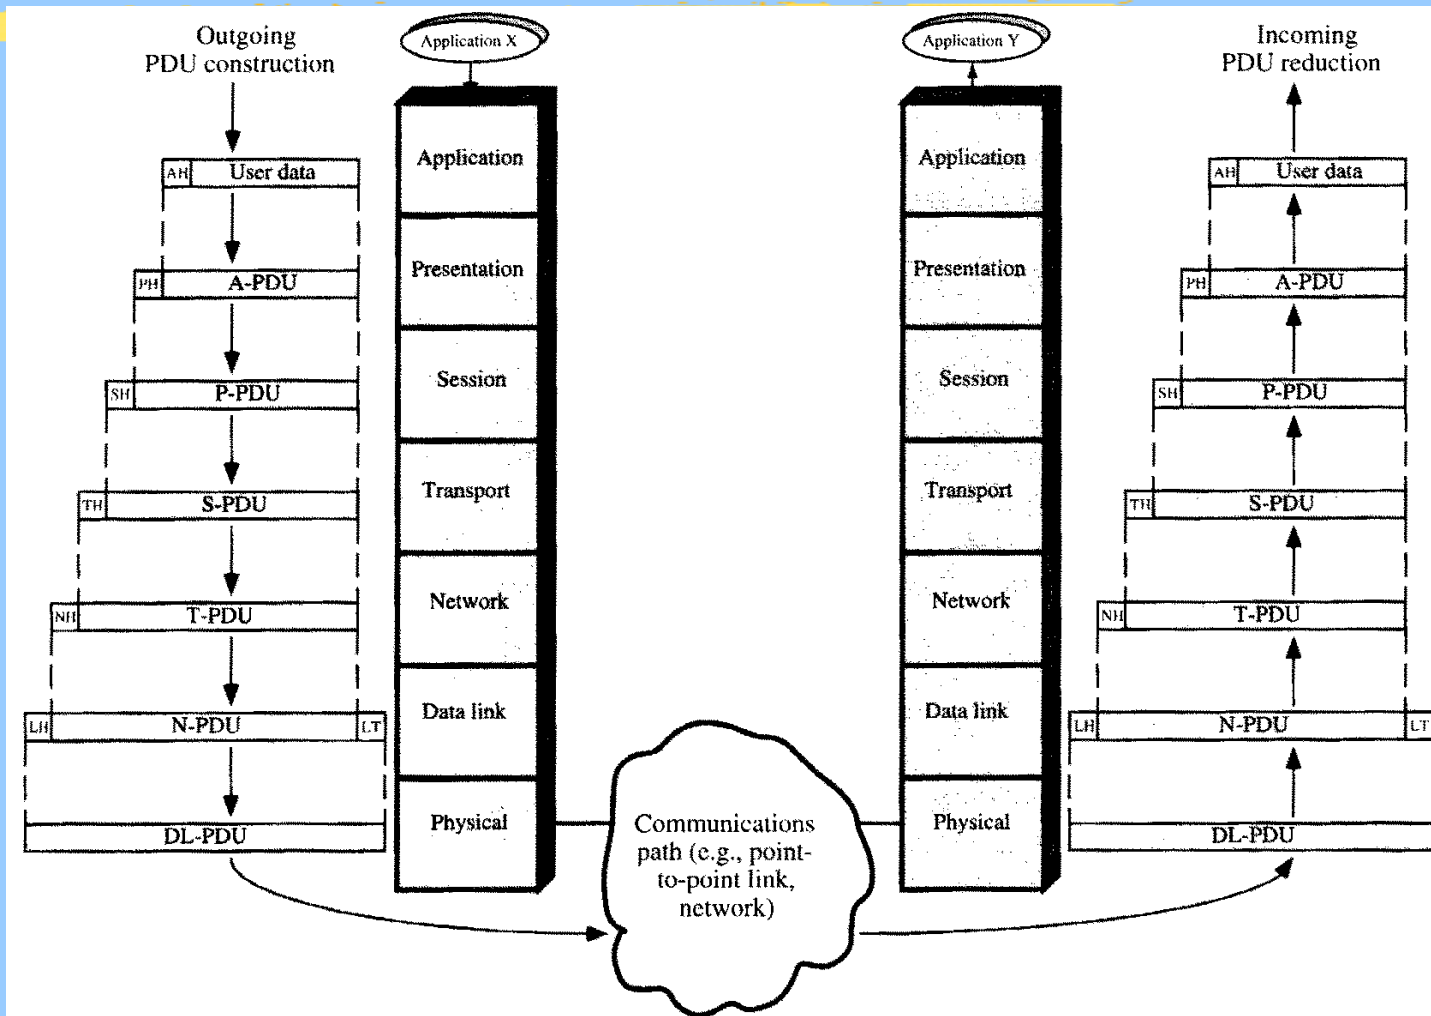 Outgoing
PDU construction
Application X
Application Y
Incoming
PDU reduction
AH User data
Application
Application
AH User data
PH A-PDU
Presentation
Presentation
PH A-PDU
SH P-PDU
Session
Session
SH P-PDU
TH S-PDU
Transport
Transport
TH S-PDU
NH T-PDU
Network
Network
NH T-PDU
LH N-PDU LT
Data link
Data link
LH N-PDU LT
DL-PDU
Physical
Physical
DL-PDU
Communications
path (e.g., point-
to-point link,
network)